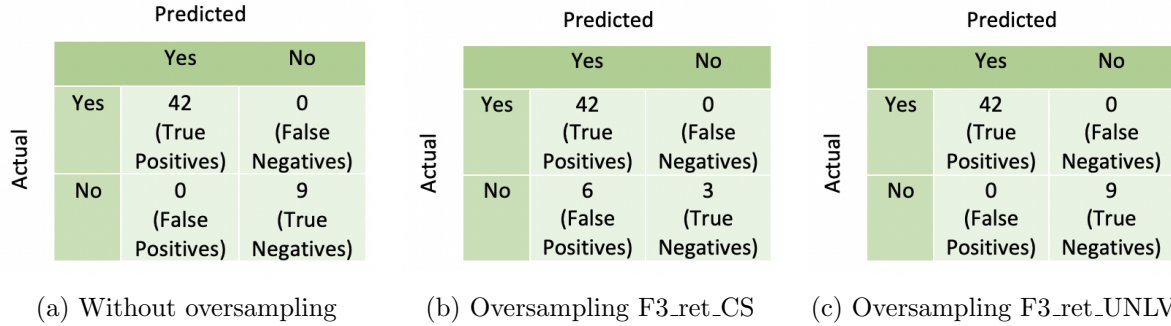 Predicted
Yes No
Actual
Yes 42 (True Positives) 0 (False Negatives)
No 0 (False Positives) 9 (True Negatives)
(a) Without oversampling
Predicted
Yes No
Actual
Yes 42 (True Positives) 0 (False Negatives)
No 6 (False Positives) 3 (True Negatives)
(b) Oversampling F3_ret_CS
Predicted
Yes No
Actual
Yes 42 (True Positives) 0 (False Negatives)
No 0 (False Positives) 9 (True Negatives)
(c) Oversampling F3_ret_UNLV